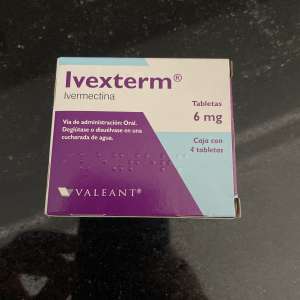 Ivexterm®
Ivermectina
Tabletas
6 mg
Vía de administración: Oral.
Deglútase o disuélvase en una
cucharada de agua.
Caja con
4 tabletas
VALEANT®